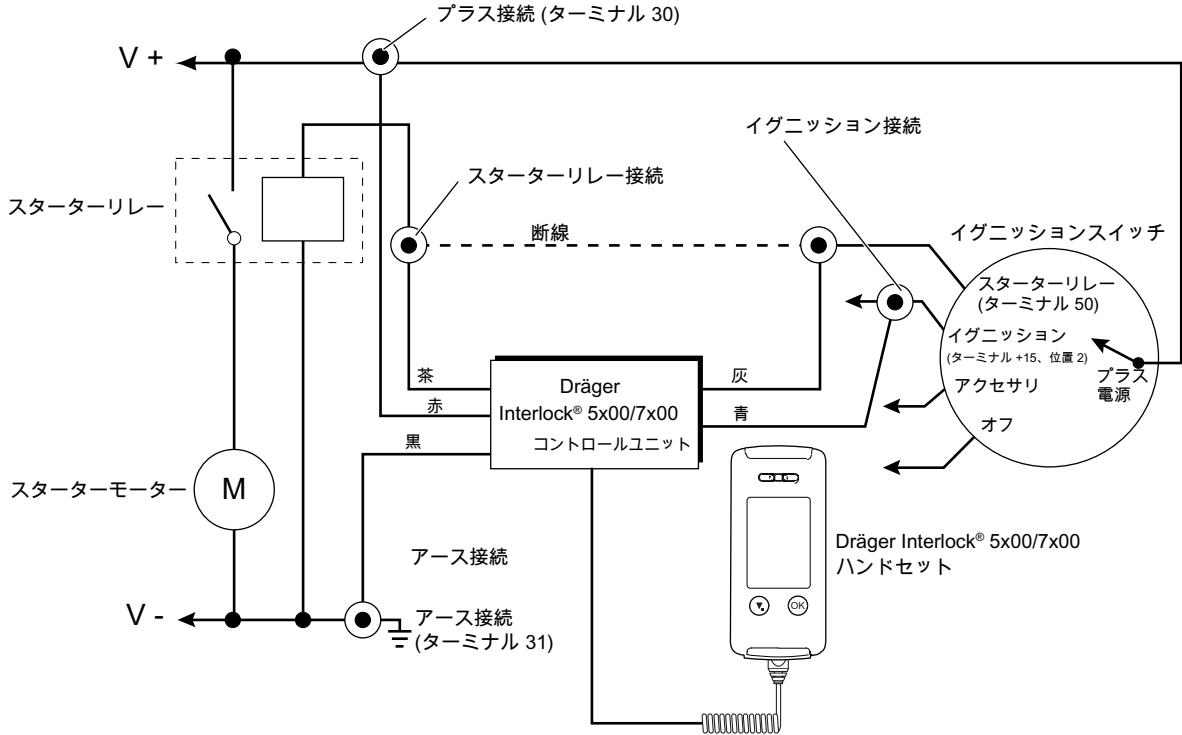 プラス接続 (ターミナル 30)
V +
イグニッション接続
スターターリレー接続
スターターリレー
断線
イグニッションスイッチ
スターターリレー
(ターミナル 50)
イグニッション
(ターミナル +15、位置 2)
プラス
電源
アクセサリ
オフ
茶
赤
黒
Dräger
Interlock® 5x00/7x00
コントロールユニット
灰
青
スターターモーター
M
Dräger Interlock® 5x00/7x00
ハンドセット
OK
アース接続
V -
アース接続
(ターミナル 31)